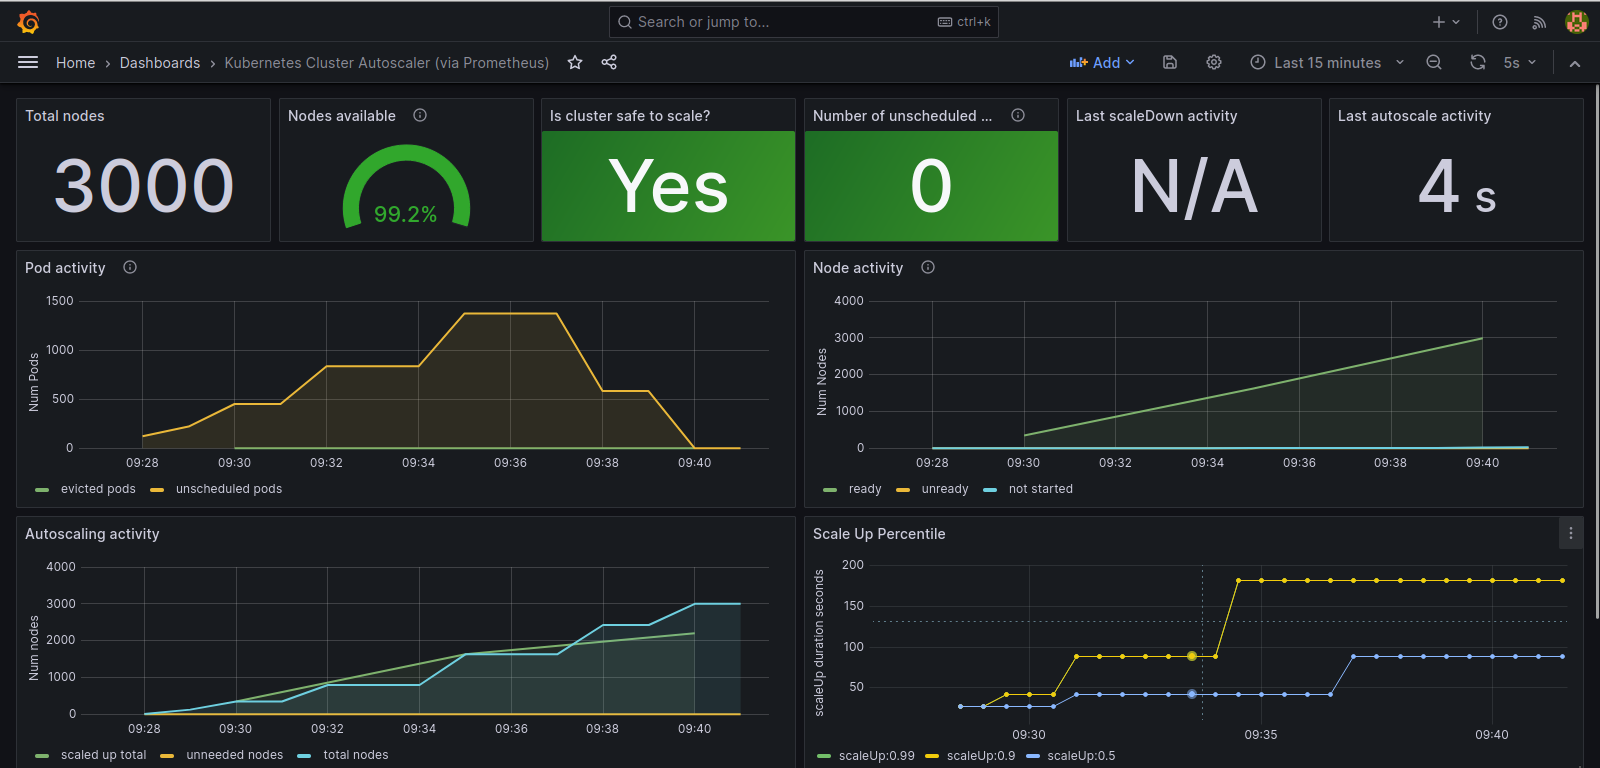 Search or jump to... ctrl+k
Home › Dashboards › Kubernetes Cluster Autoscaler (via Prometheus) Add Last 15 minutes 5s
Total nodes
3000
Nodes available
99.2%
Is cluster safe to scale?
Yes
Number of unscheduled ...
0
Last scaleDown activity
N/A
Last autoscale activity
4 s
Pod activity
Num Pods
1500
1000
500
0
09:28 09:30 09:32 09:34 09:36 09:38 09:40
evicted pods unscheduled pods
Node activity
Num Nodes
4000
3000
2000
1000
0
09:28 09:30 09:32 09:34 09:36 09:38 09:40
ready unready not started
Autoscaling activity
Num nodes
4000
3000
2000
1000
0
09:28 09:30 09:32 09:34 09:36 09:38 09:40
scaled up total unneeded nodes total nodes
Scale Up Percentile
scaleUp duration seconds
200
150
100
50
09:30 09:35 09:40
scaleUp:0.99 scaleUp:0.9 scaleUp:0.5